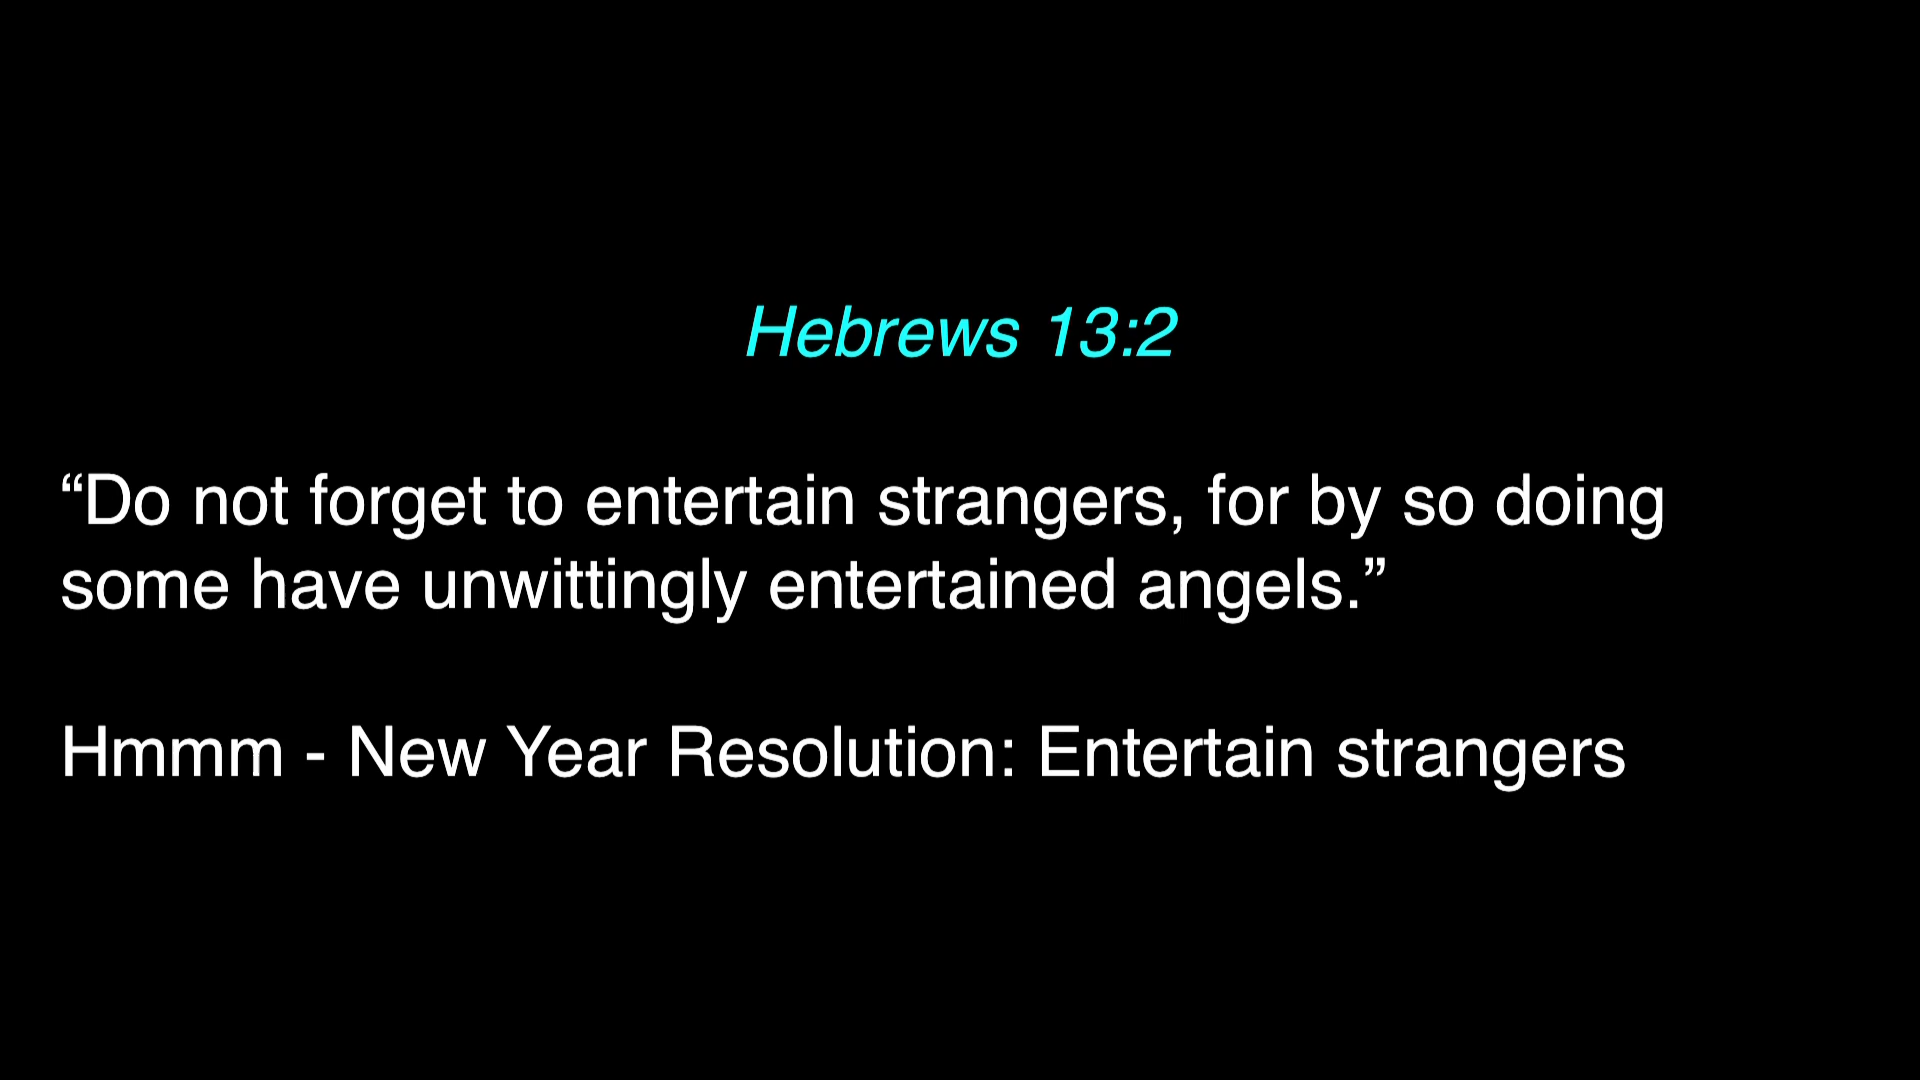 Hebrews 13:2
“Do not forget to entertain strangers, for by so doing
some have unwittingly entertained angels.”
Hmmm - New Year Resolution: Entertain strangers